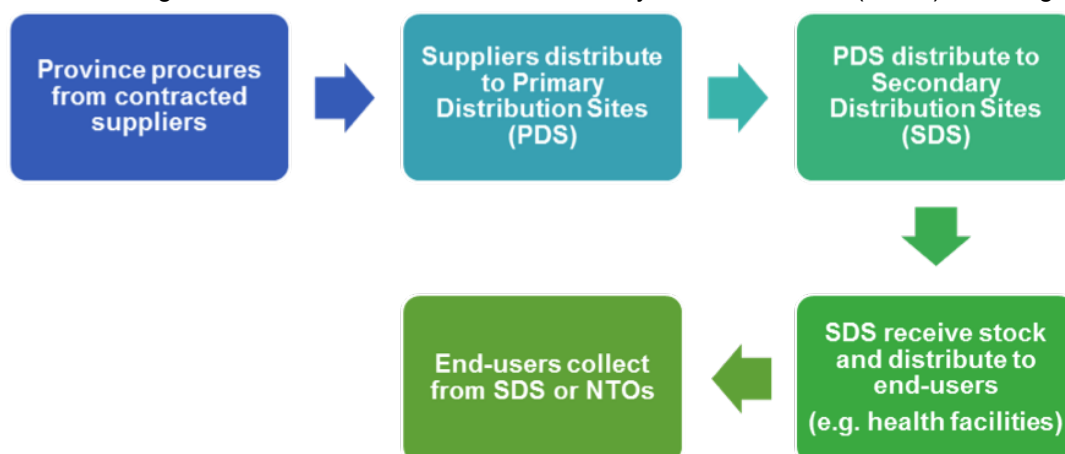 Province procures
from contracted
suppliers
Suppliers distribute
to Primary
Distribution Sites
(PDS)
PDS distribute to
Secondary
Distribution Sites
(SDS)
SDS receive stock
and distribute to
end-users
(e.g. health facilities)
End-users collect
from SDS or NTOs